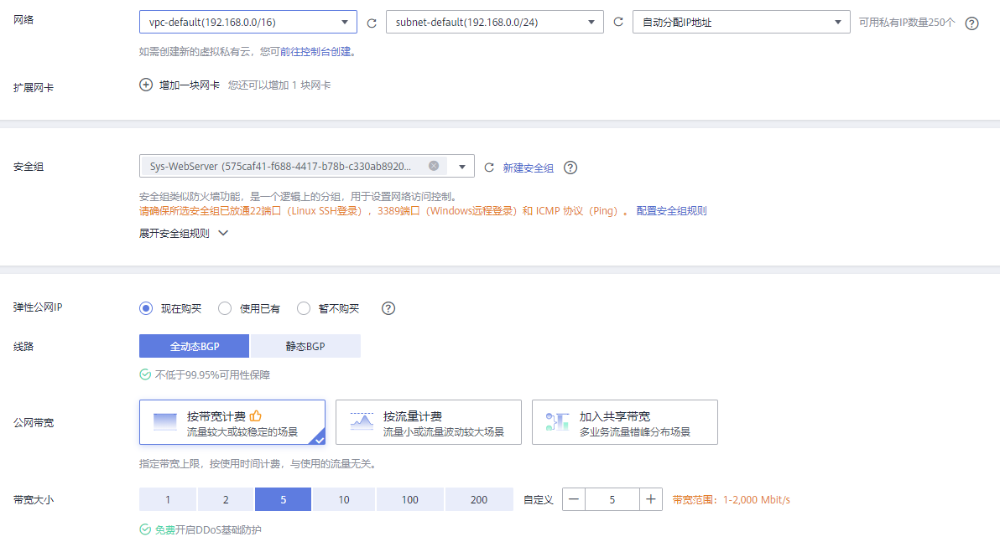 网络 vpc-default(192.168.0.0/16) subnet-default(192.168.0.0/24) 自动分配IP地址 可用私有IP数量250个
如需创建新的虚拟私有云，您可前往控制台创建。
扩展网卡 增加一块网卡 您还可以增加 1 块网卡
安全组 Sys-WebServer (575caf41-f688-4417-b78b-c330ab8920... 新建安全组
安全组类似防火墙功能，是一个逻辑上的分组，用于设置网络访问控制。
请确保所选安全组已放通22端口（Linux SSH登录），3389端口（Windows远程登录）和 ICMP 协议（Ping）。 配置安全组规则
展开安全组规则
弹性公网IP 现在购买 使用已有 暂不购买
线路 全动态BGP 静态BGP
不低于99.95%可用性保障
公网带宽 按带宽计费 按流量计费 加入共享带宽
流量较大或较稳定的场景 流量小或流量波动较大场景 多业务流量错峰分布场景
指定带宽上限，按使用时间计费，与使用的流量无关。
带宽大小 1 2 5 10 100 200 自定义 5 带宽范围：1-2,000 Mbit/s
免费开启DDoS基础防护